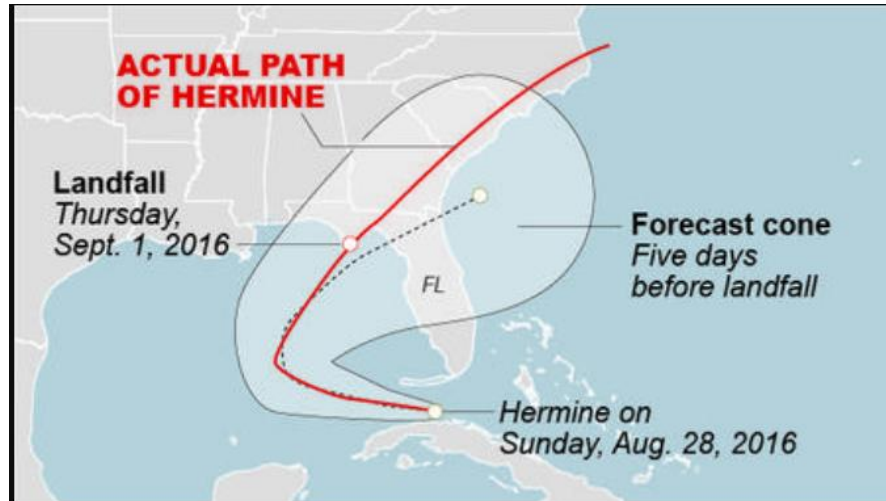 ACTUAL PATH
OF HERMINE
Landfall
Thursday,
Sept. 1, 2016
Forecast cone
Five days
before landfall
FL
Hermine on
Sunday, Aug. 28, 2016